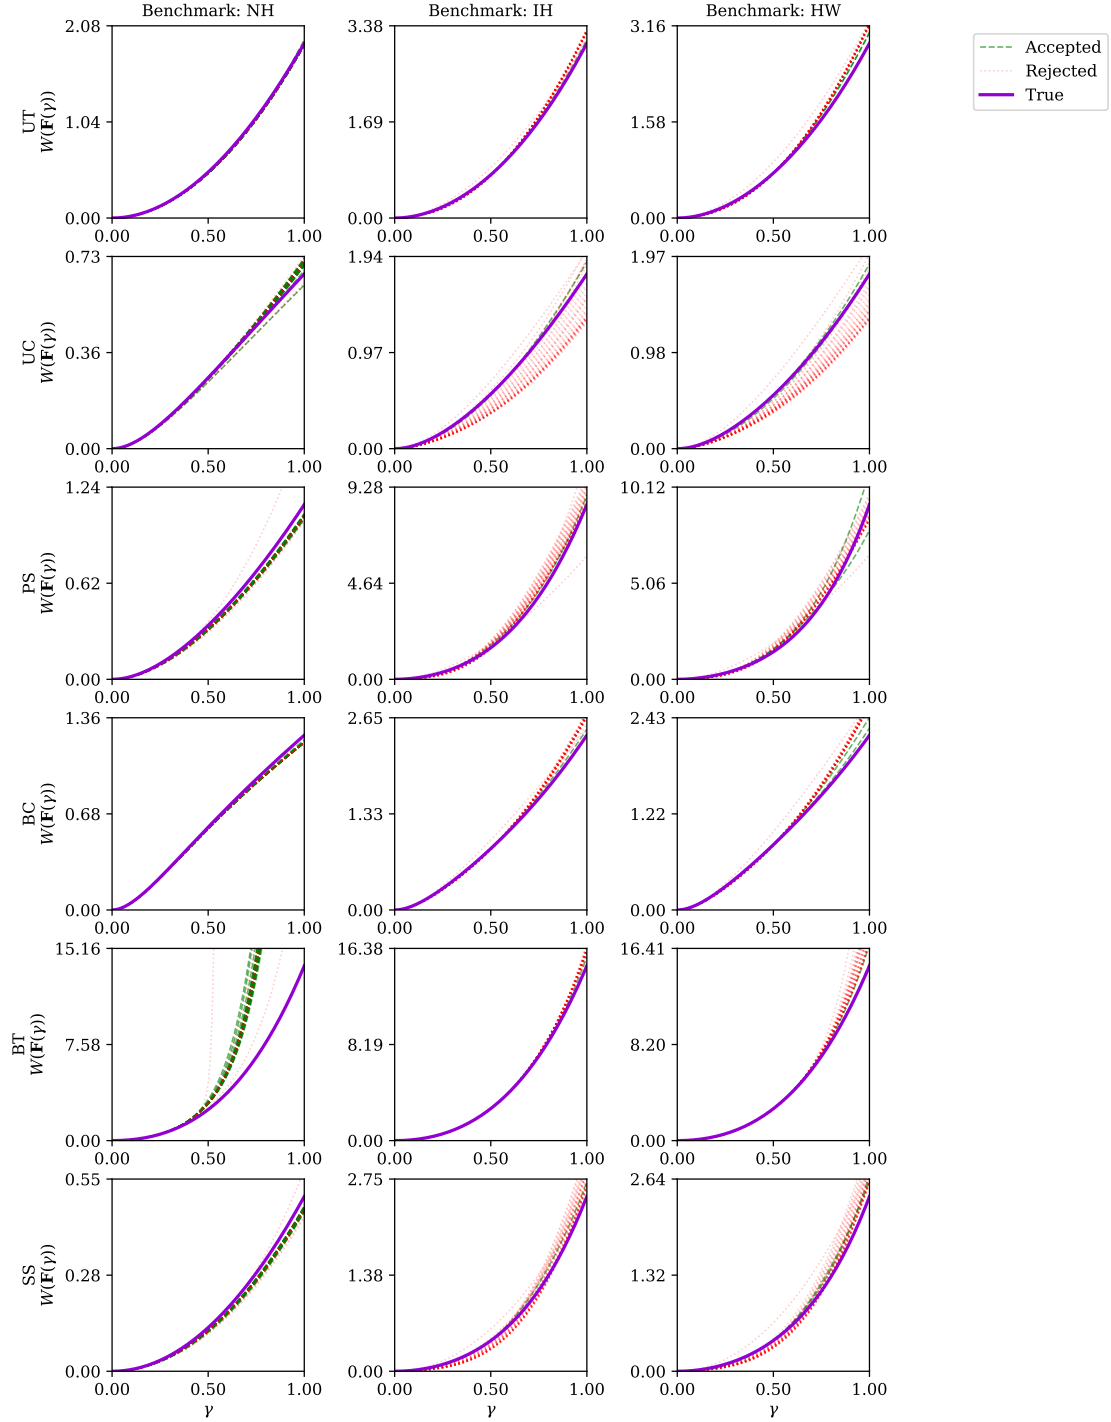 Benchmark: NH
Benchmark: IH
Benchmark: HW
Accepted
Rejected
True
UT
W(F(γ))
2.08
1.04
0.00
0.00 0.50 1.00
3.38
1.69
0.00
0.00 0.50 1.00
3.16
1.58
0.00
0.00 0.50 1.00
UC
W(F(γ))
0.73
0.36
0.00
0.00 0.50 1.00
1.94
0.97
0.00
0.00 0.50 1.00
1.97
0.98
0.00
0.00 0.50 1.00
PS
W(F(γ))
1.24
0.62
0.00
0.00 0.50 1.00
9.28
4.64
0.00
0.00 0.50 1.00
10.12
5.06
0.00
0.00 0.50 1.00
BC
W(F(γ))
1.36
0.68
0.00
0.00 0.50 1.00
2.65
1.33
0.00
0.00 0.50 1.00
2.43
1.22
0.00
0.00 0.50 1.00
BT
W(F(γ))
15.16
7.58
0.00
0.00 0.50 1.00
16.38
8.19
0.00
0.00 0.50 1.00
16.41
8.20
0.00
0.00 0.50 1.00
SS
W(F(γ))
0.55
0.28
0.00
0.00 0.50 1.00
γ
2.75
1.38
0.00
0.00 0.50 1.00
γ
2.64
1.32
0.00
0.00 0.50 1.00
γ